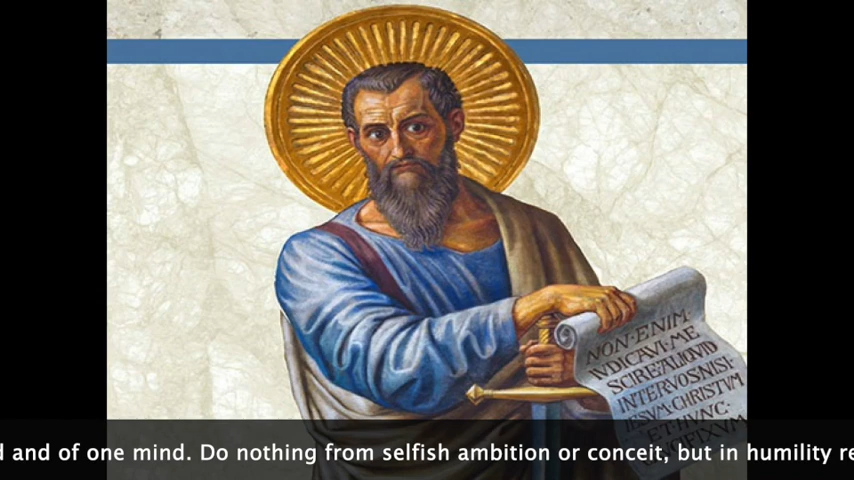 NON·ENIM·
IVDICAVI·ME
SCIRE·ALIQVID
INTER·VOS·NISI·
IESVM·CHRISTVM
·ET·HVNC·
and of one mind. Do nothing from selfish ambition or conceit, but in humility